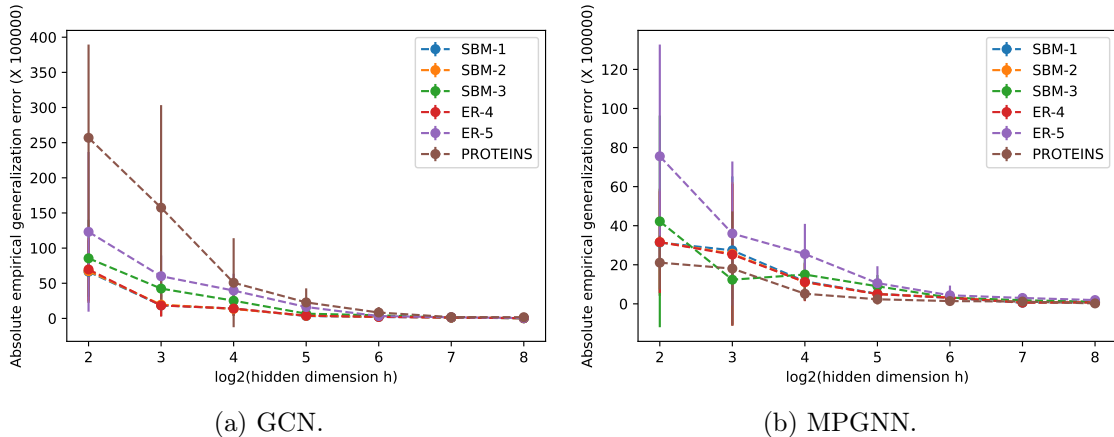 Absolute empirical generalization error (X 100000)
400
350
300
250
200
150
100
50
0
2 3 4 5 6 7 8
log2(hidden dimension h)
SBM-1
SBM-2
SBM-3
ER-4
ER-5
PROTEINS
(a) GCN.
Absolute empirical generalization error (X 100000)
120
100
80
60
40
20
0
2 3 4 5 6 7 8
log2(hidden dimension h)
SBM-1
SBM-2
SBM-3
ER-4
ER-5
PROTEINS
(b) MPGNN.